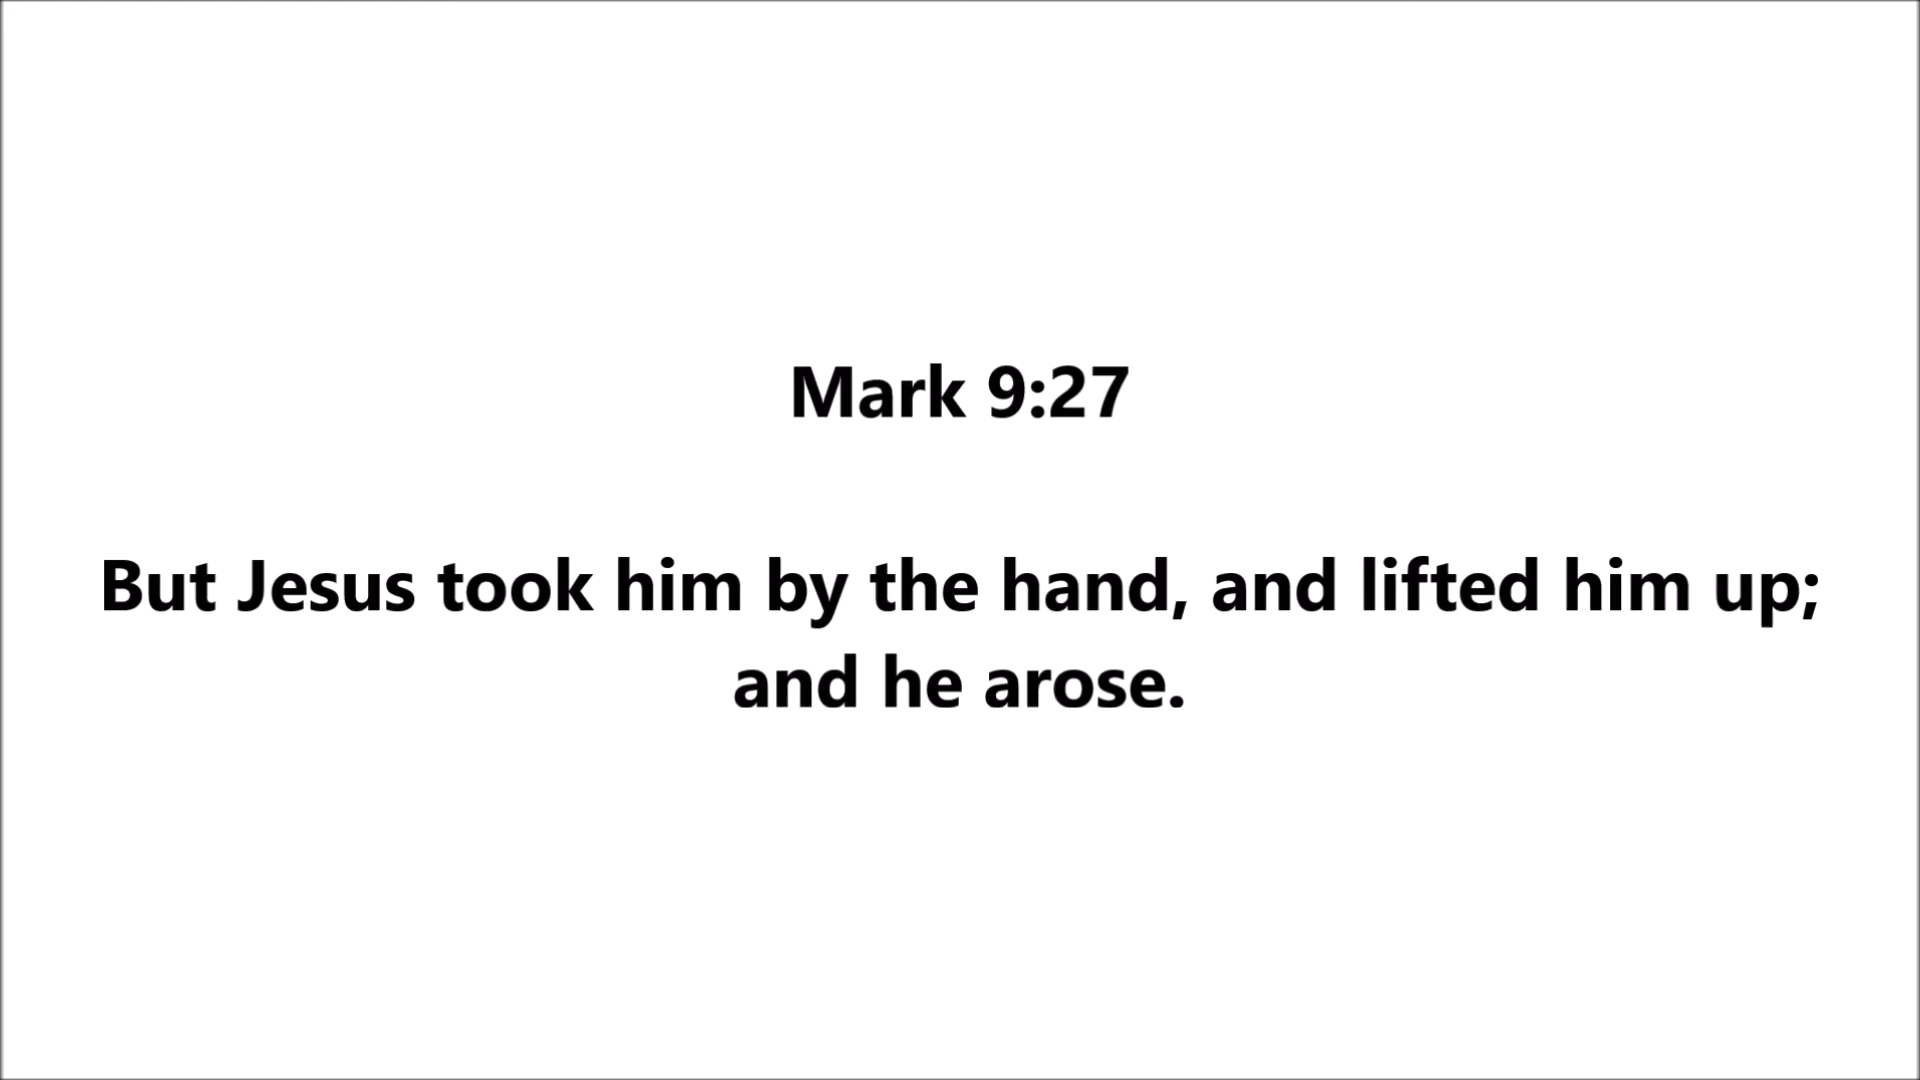 Mark 9:27
But Jesus took him by the hand, and lifted him up;
and he arose.